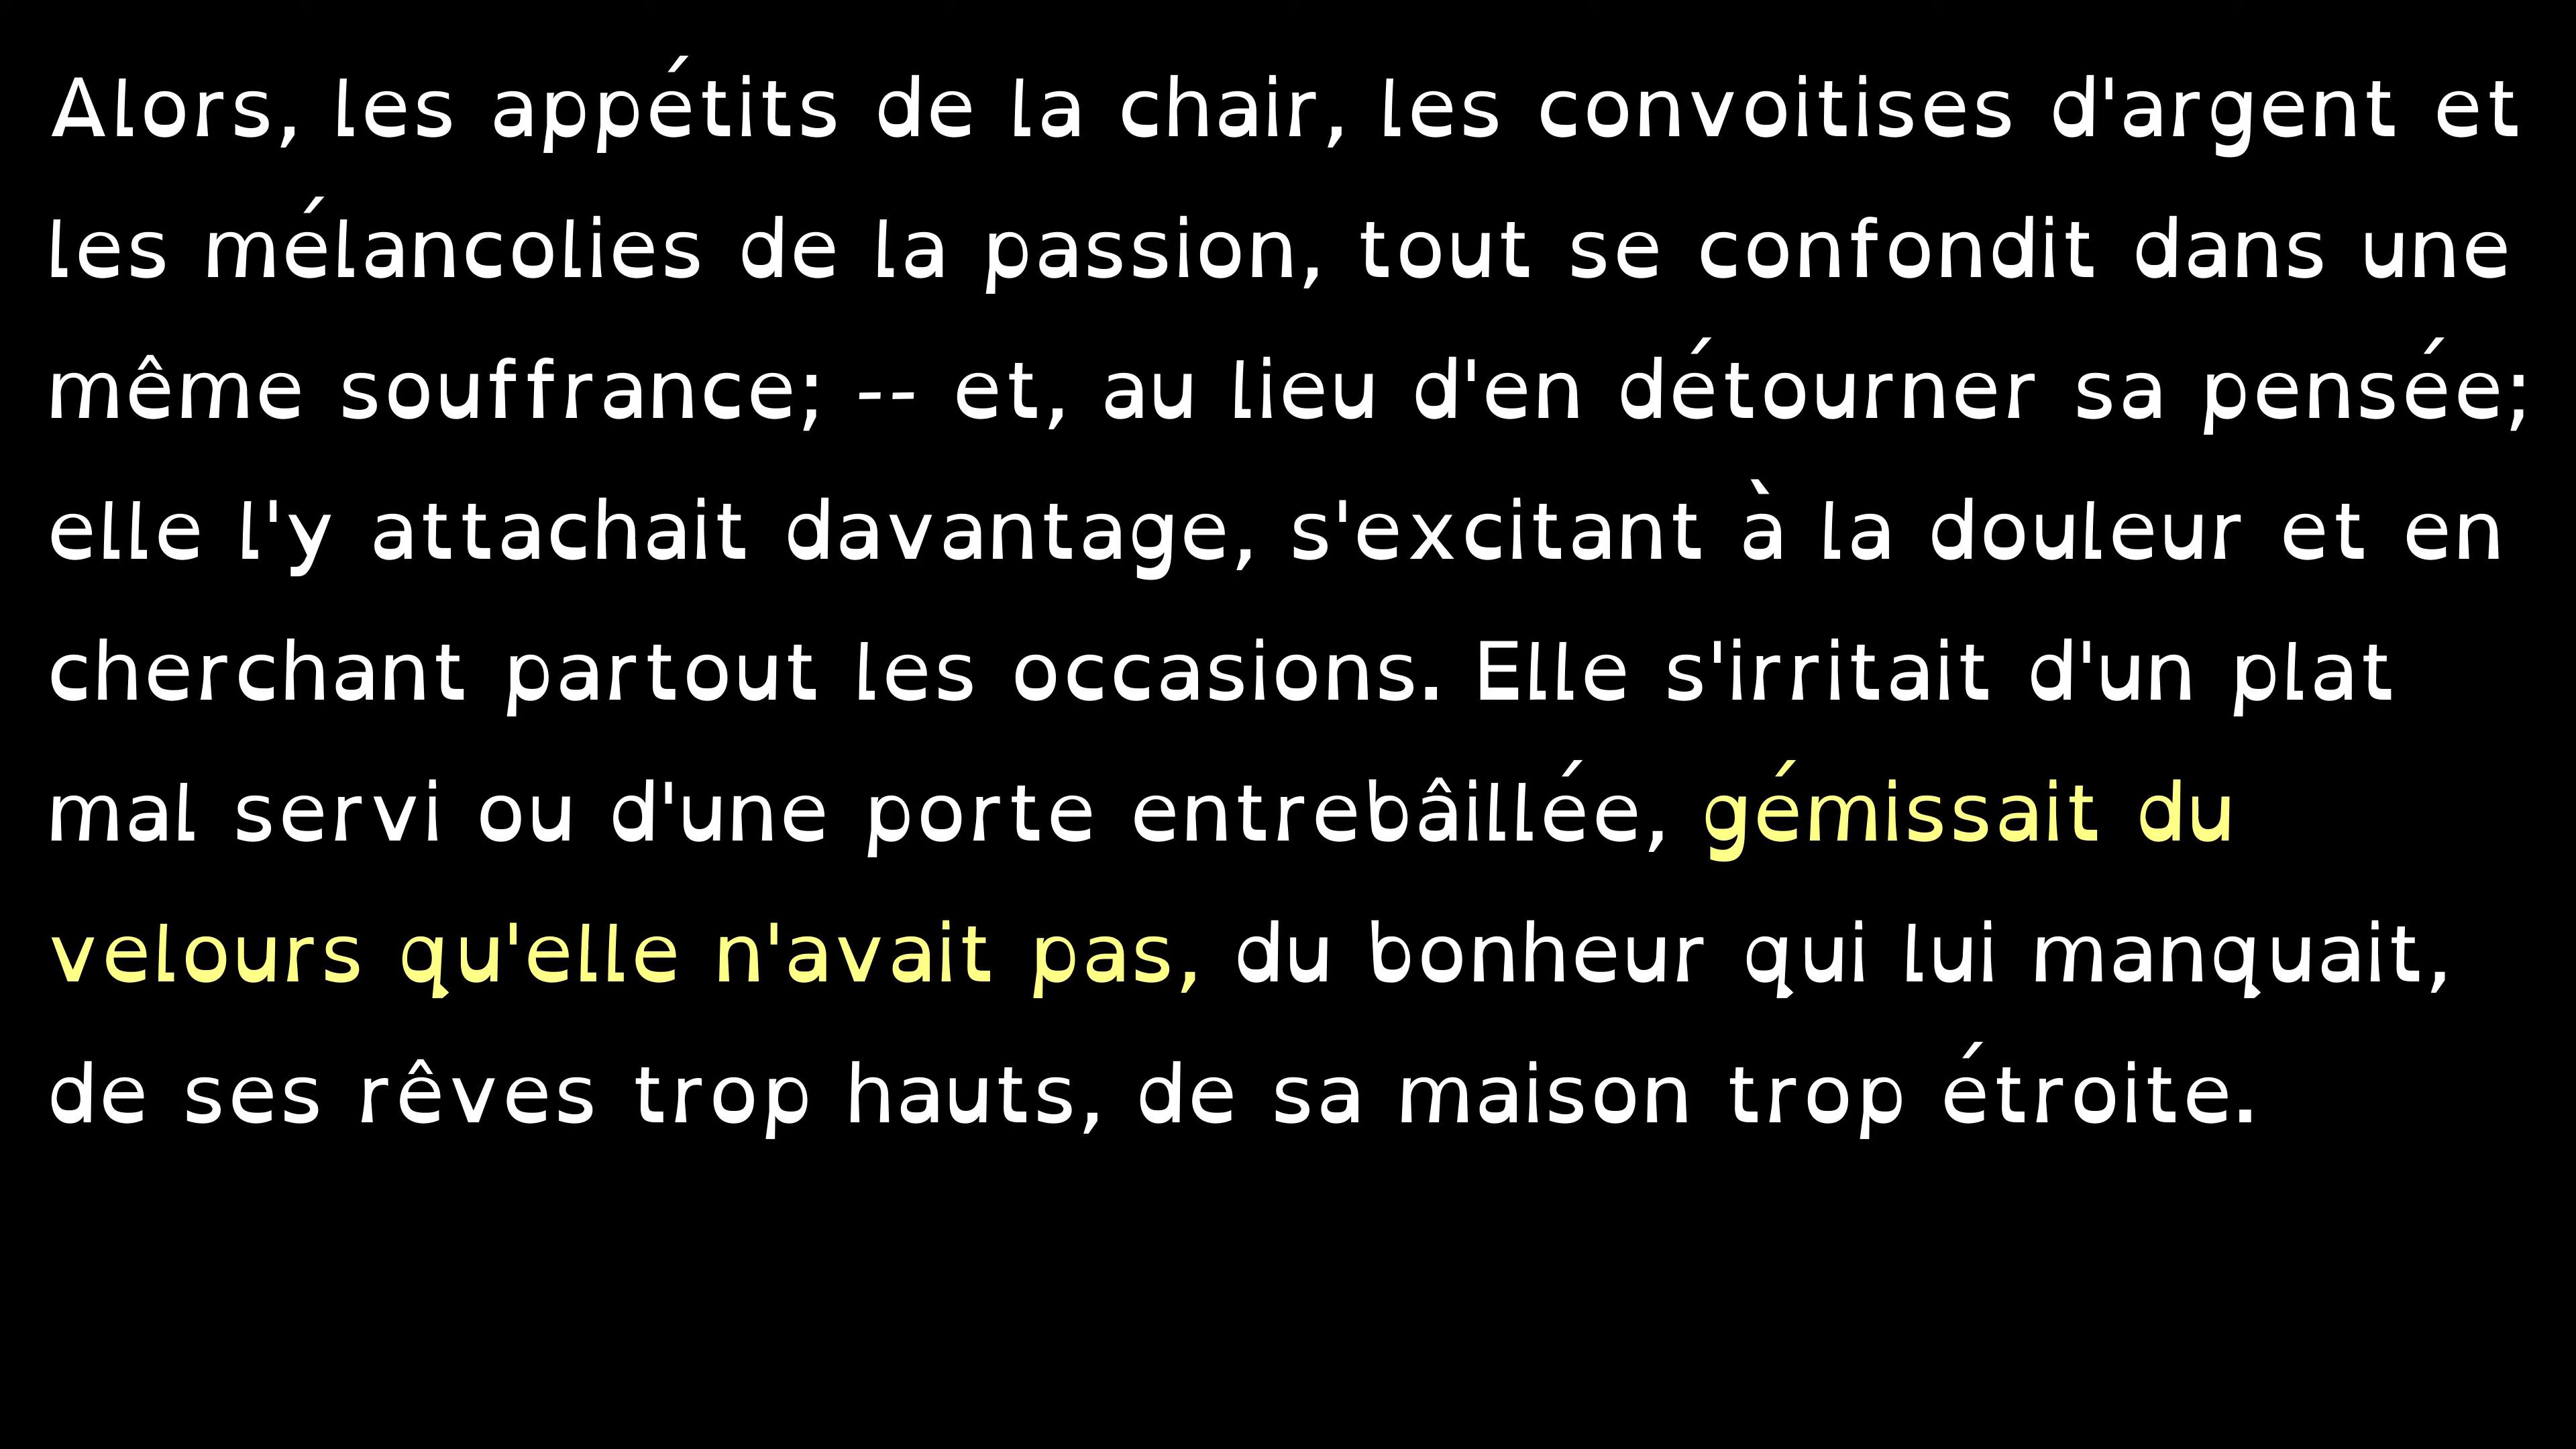 Alors, les appétits de la chair, les convoitises d'argent et
les mélancolies de la passion, tout se confondit dans une
même souffrance; -- et, au lieu d'en détourner sa pensée;
elle l'y attachait davantage, s'excitant à la douleur et en
cherchant partout les occasions. Elle s'irritait d'un plat
mal servi ou d'une porte entrebâillée, gémissait du
velours qu'elle n'avait pas, du bonheur qui lui manquait,
de ses rêves trop hauts, de sa maison trop étroite.